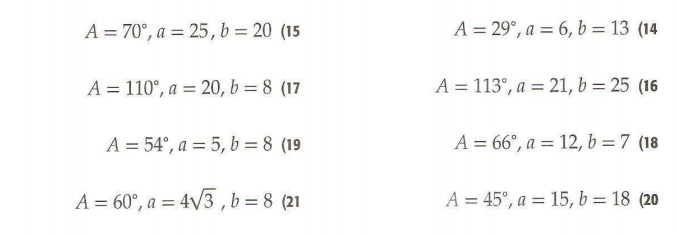 A = 29°, a = 6, b = 13 (14
A = 70°, a = 25, b = 20 (15
A = 113°, a = 21, b = 25 (16
A = 110°, a = 20, b = 8 (17
A = 66°, a = 12, b = 7 (18
A = 54°, a = 5, b = 8 (19
A = 45°, a = 15, b = 18 (20
A = 60°, a = 4√3 , b = 8 (21